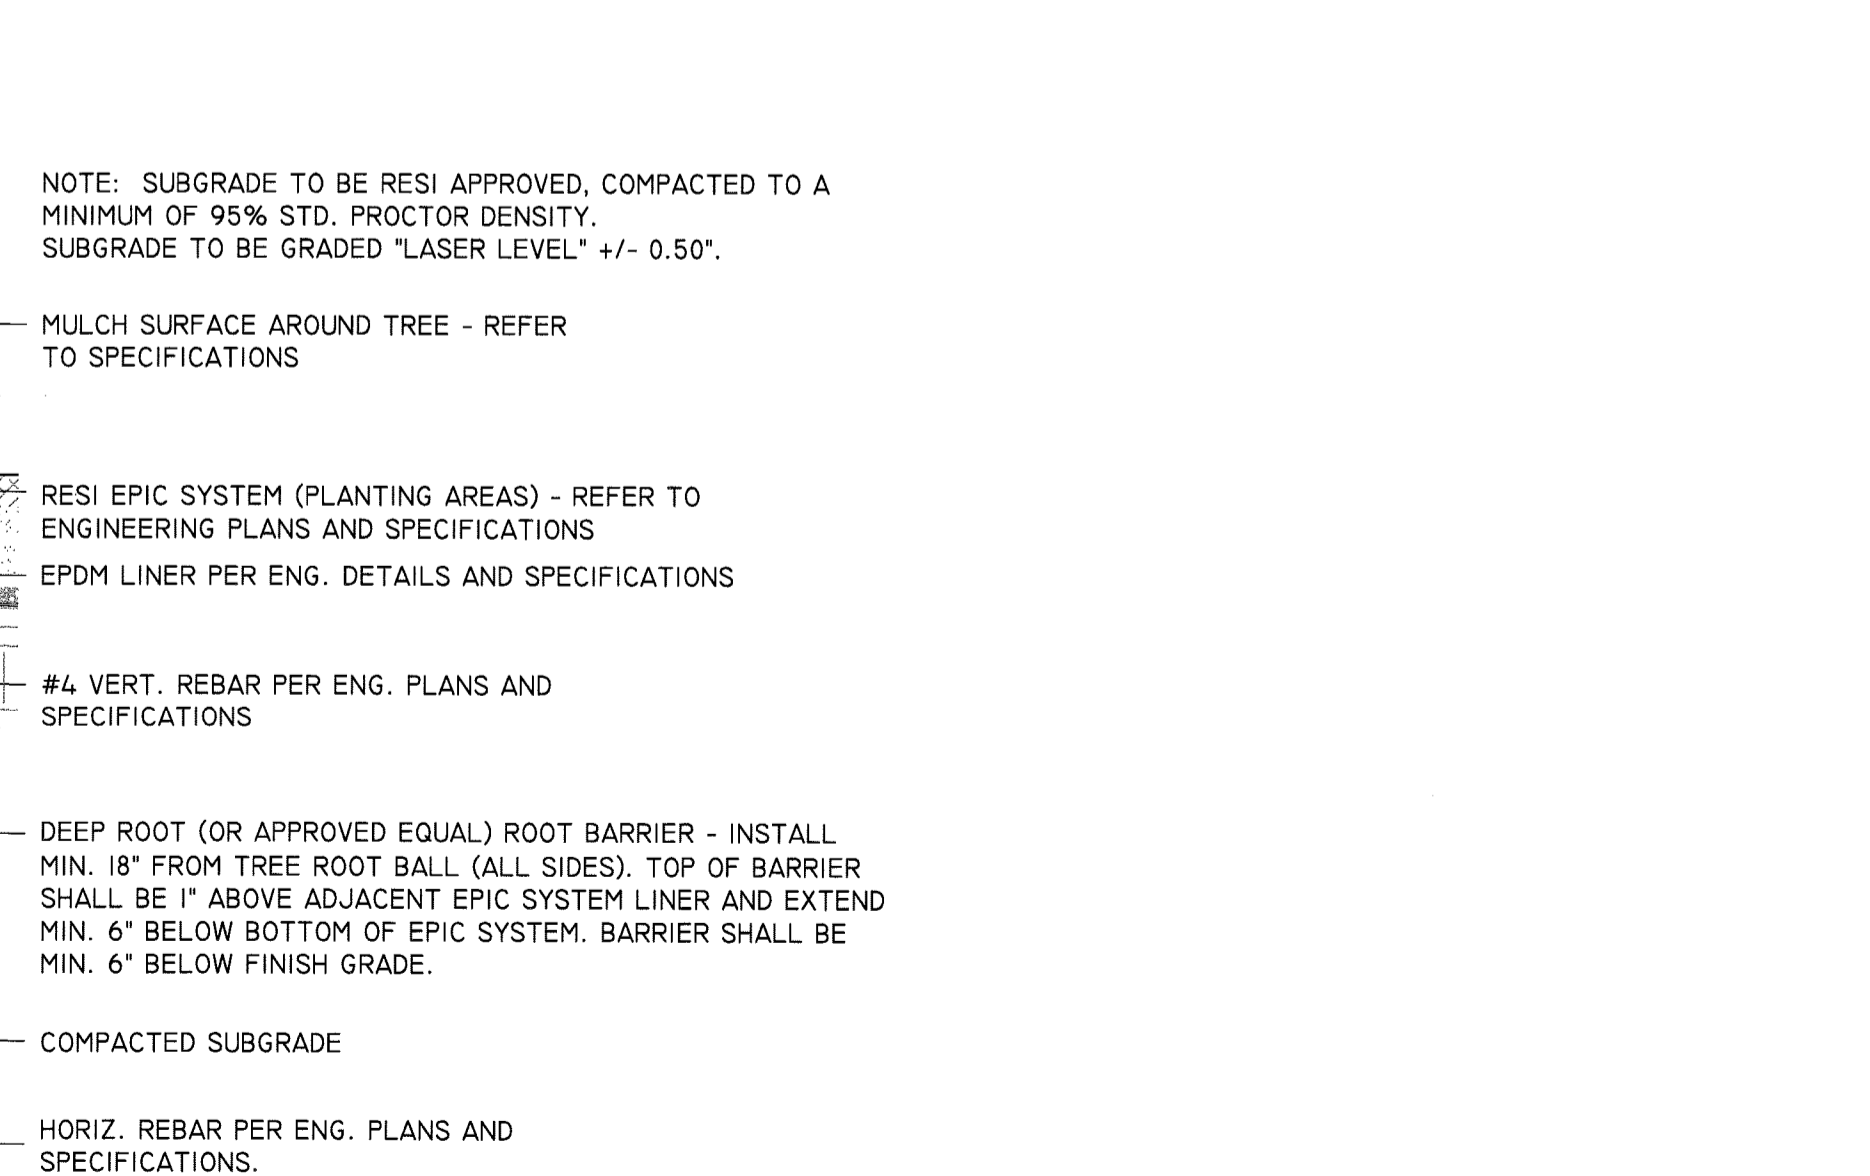 NOTE: SUBGRADE TO BE RESI APPROVED, COMPACTED TO A
MINIMUM OF 95% STD. PROCTOR DENSITY.
SUBGRADE TO BE GRADED "LASER LEVEL" +/- 0.50".
MULCH SURFACE AROUND TREE - REFER
TO SPECIFICATIONS
RESI EPIC SYSTEM (PLANTING AREAS) - REFER TO
ENGINEERING PLANS AND SPECIFICATIONS
EPDM LINER PER ENG. DETAILS AND SPECIFICATIONS
#4 VERT. REBAR PER ENG. PLANS AND
SPECIFICATIONS
DEEP ROOT (OR APPROVED EQUAL) ROOT BARRIER - INSTALL
MIN. 18" FROM TREE ROOT BALL (ALL SIDES). TOP OF BARRIER
SHALL BE 1" ABOVE ADJACENT EPIC SYSTEM LINER AND EXTEND
MIN. 6" BELOW BOTTOM OF EPIC SYSTEM. BARRIER SHALL BE
MIN. 6" BELOW FINISH GRADE.
COMPACTED SUBGRADE
HORIZ. REBAR PER ENG. PLANS AND
SPECIFICATIONS.